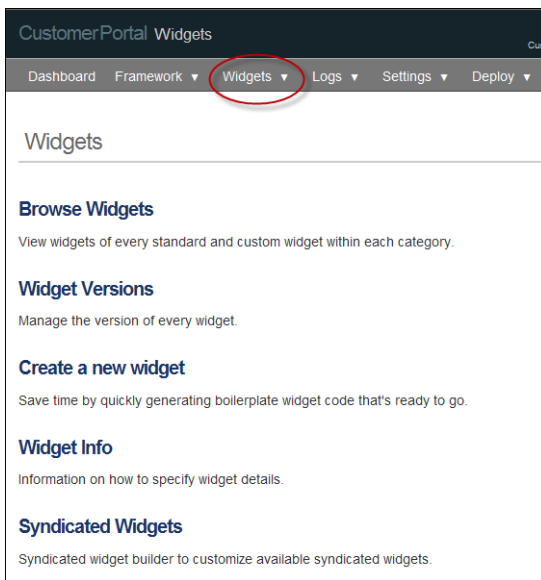 CustomerPortal Widgets
Cu
Dashboard Framework ▼ Widgets ▼ Logs ▼ Settings ▼ Deploy ▼
Widgets
Browse Widgets
View widgets of every standard and custom widget within each category.
Widget Versions
Manage the version of every widget.
Create a new widget
Save time by quickly generating boilerplate widget code that's ready to go.
Widget Info
Information on how to specify widget details.
Syndicated Widgets
Syndicated widget builder to customize available syndicated widgets.